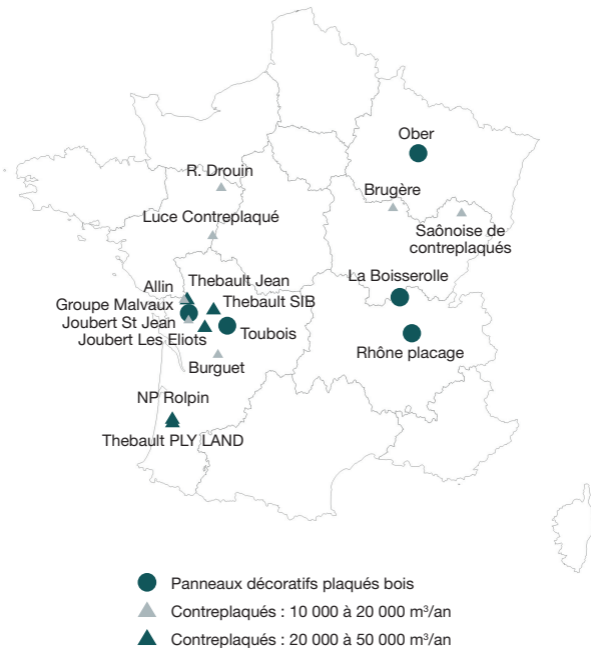 Ober
R. Drouin
Brugère
Luce Contreplaqué
Saônoise de
contreplaqués
La Boisserolle
Allin
Thebault Jean
Groupe Malvaux
Thebault SIB
Joubert St Jean
Toubois
Joubert Les Eliots
Rhône placage
Burguet
NP Rolpin
Thebault PLY LAND
Panneaux décoratifs plaqués bois
Contreplaqués : 10 000 à 20 000 m³/an
Contreplaqués : 20 000 à 50 000 m³/an